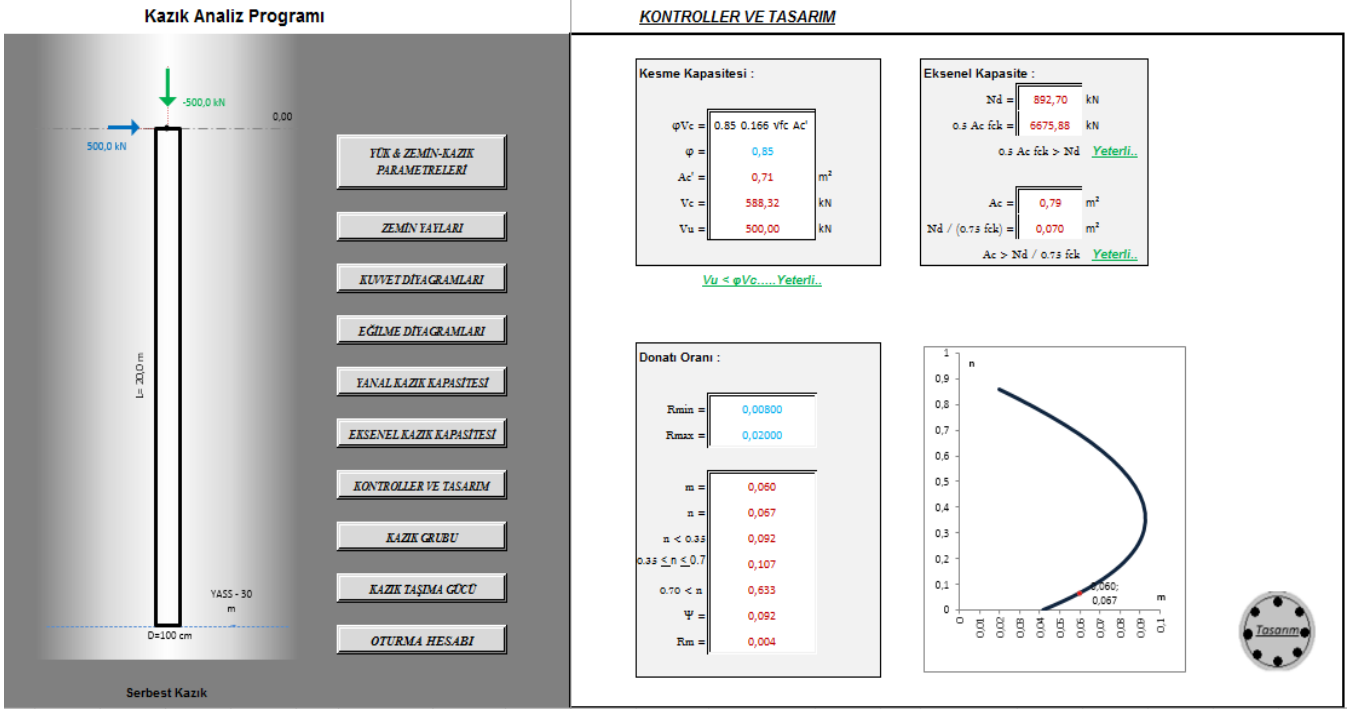 Kazık Analiz Programı
KONTROLLER VE TASARIM
-500,0 kN
0,00
500,0 kN
L= 20,0 m
YASS - 30
m
D=100 cm
Serbest Kazık
YÜK & ZEMİN-KAZIK
PARAMETRELERİ
ZEMİN YAYLARI
KUVVET DİYAGRAMLARI
EĞİLME DİYAGRAMLARI
YANAL KAZIK KAPASİTESİ
EKSENEL KAZIK KAPASİTESİ
KONTROLLER VE TASARIM
KAZIK GRUBU
KAZIK TAŞIMA GÜCÜ
OTURMA HESABI
Kesme Kapasitesi :
φVc = 0.85 0.166 √fc Ac'
φ = 0,85
Ac' = 0,71 m²
Vc = 588,32 kN
Vu = 500,00 kN
Vu < φVc.....Yeterli..
Eksenel Kapasite :
Nd = 892,70 kN
0.5 Ac fck = 6675,88 kN
0.5 Ac fck > Nd Yeterli..
Ac = 0,79 m²
Nd / (0.75 fck) = 0,070 m²
Ac > Nd / 0.75 fck Yeterli..
Donatı Oranı :
Rmin = 0,00800
Rmax = 0,02000
m = 0,060
n = 0,067
n < 0.35 0,092
0.35 ≤ n ≤ 0.7 0,107
0.70 < n 0,633
Ψ = 0,092
Rm = 0,004
n
1
0,9
0,8
0,7
0,6
0,5
0,4
0,3
0,2
0,1
0
0,060;
0,067
m
0 0,01 0,02 0,03 0,04 0,05 0,06 0,07 0,08 0,09 0,1
Tasarım